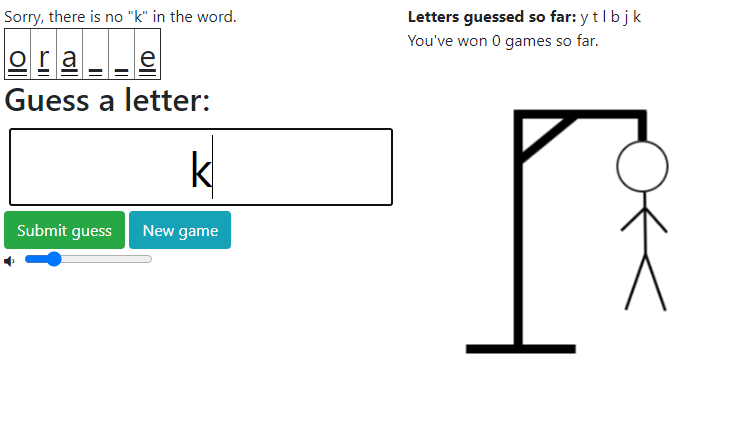 Sorry, there is no "k" in the word.
o r a _ _ e
Guess a letter:
k
Submit guess New game
Letters guessed so far: y t l b j k
You've won 0 games so far.